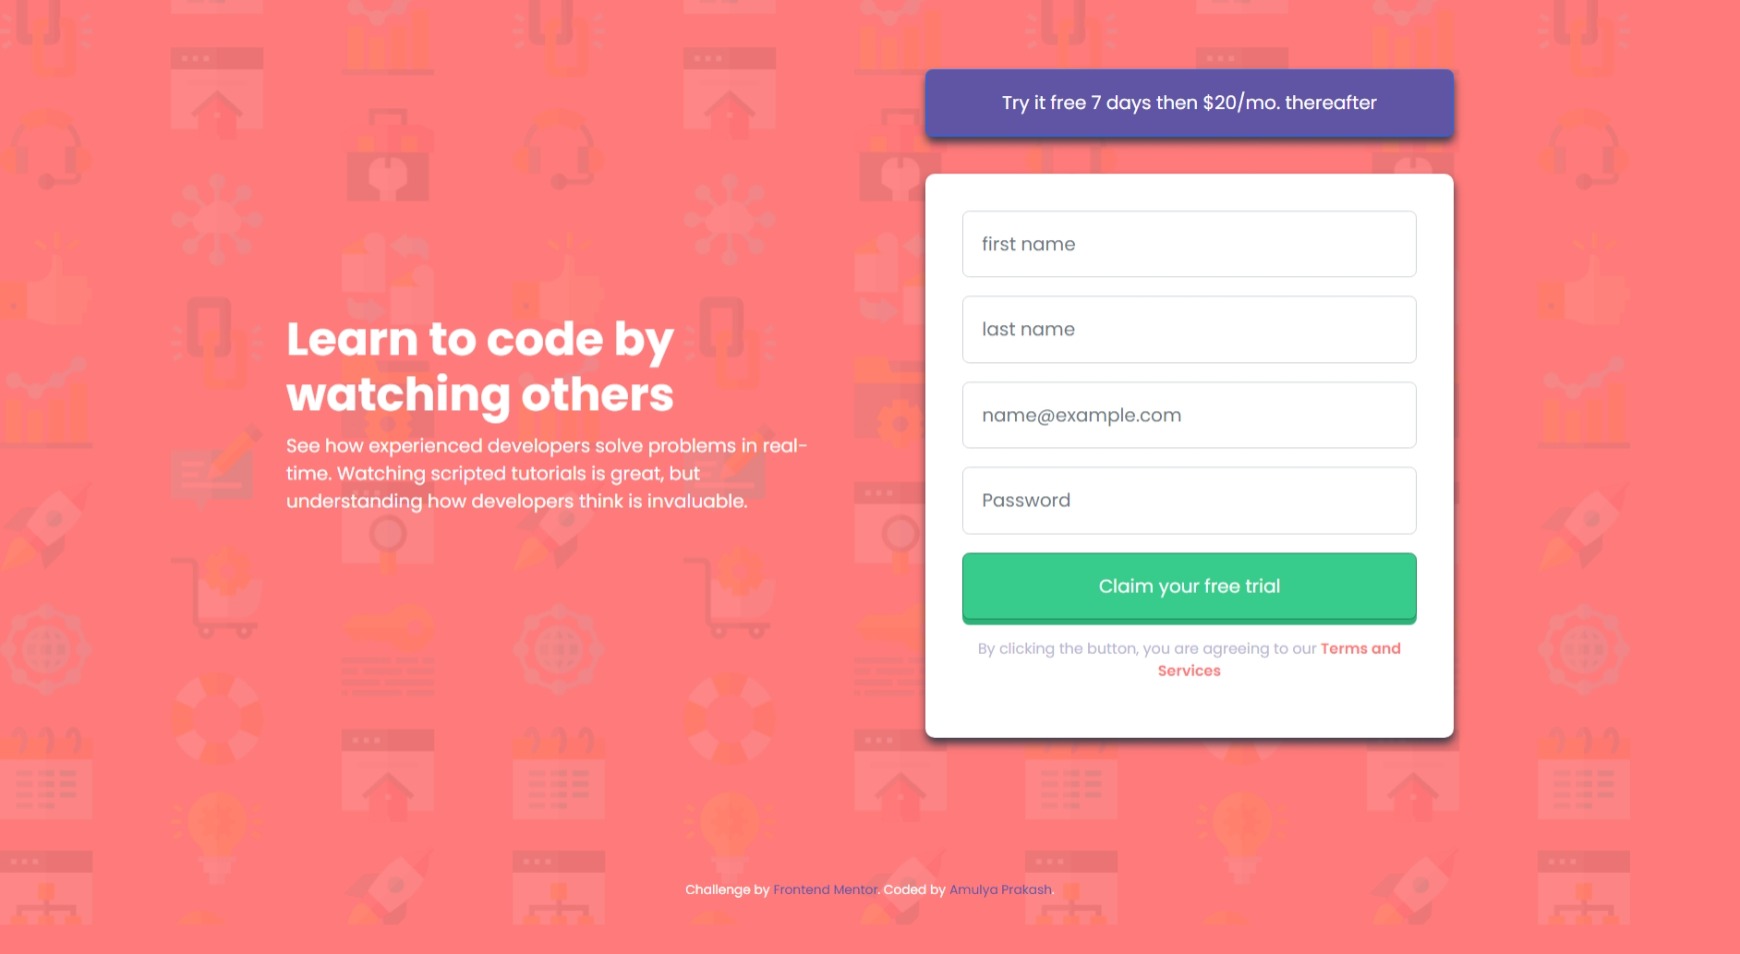 Try it free 7 days then $20/mo. thereafter
Learn to code by
watching others
See how experienced developers solve problems in real-
time. Watching scripted tutorials is great, but
understanding how developers think is invaluable.
first name
last name
name@example.com
Password
Claim your free trial
By clicking the button, you are agreeing to our Terms and
Services
Challenge by Frontend Mentor. Coded by Amulya Prakash.